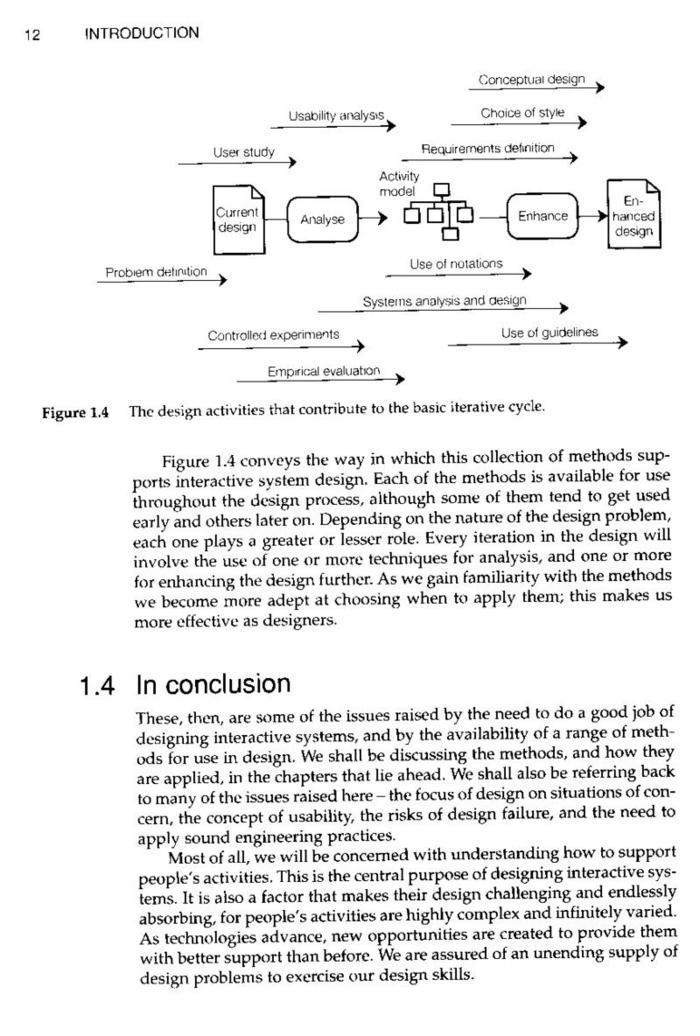 12 INTRODUCTION
Conceptual design
Usability analysis
Choice of style
User study
Requirements definition
Activity
model
Current
design
Analyse
Enhance
En-
hanced
design
Problem definition
Use of notations
Systems analysis and design
Controlled experiments
Use of guidelines
Empirical evaluation
Figure 1.4 The design activities that contribute to the basic iterative cycle.
Figure 1.4 conveys the way in which this collection of methods sup-
ports interactive system design. Each of the methods is available for use
throughout the design process, although some of them tend to get used
early and others later on. Depending on the nature of the design problem,
each one plays a greater or lesser role. Every iteration in the design will
involve the use of one or more techniques for analysis, and one or more
for enhancing the design further. As we gain familiarity with the methods
we become more adept at choosing when to apply them; this makes us
more effective as designers.
1.4 In conclusion
These, then, are some of the issues raised by the need to do a good job of
designing interactive systems, and by the availability of a range of meth-
ods for use in design. We shall be discussing the methods, and how they
are applied, in the chapters that lie ahead. We shall also be referring back
to many of the issues raised here – the focus of design on situations of con-
cern, the concept of usability, the risks of design failure, and the need to
apply sound engineering practices.
Most of all, we will be concerned with understanding how to support
people's activities. This is the central purpose of designing interactive sys-
tems. It is also a factor that makes their design challenging and endlessly
absorbing, for people's activities are highly complex and infinitely varied.
As technologies advance, new opportunities are created to provide them
with better support than before. We are assured of an unending supply of
design problems to exercise our design skills.